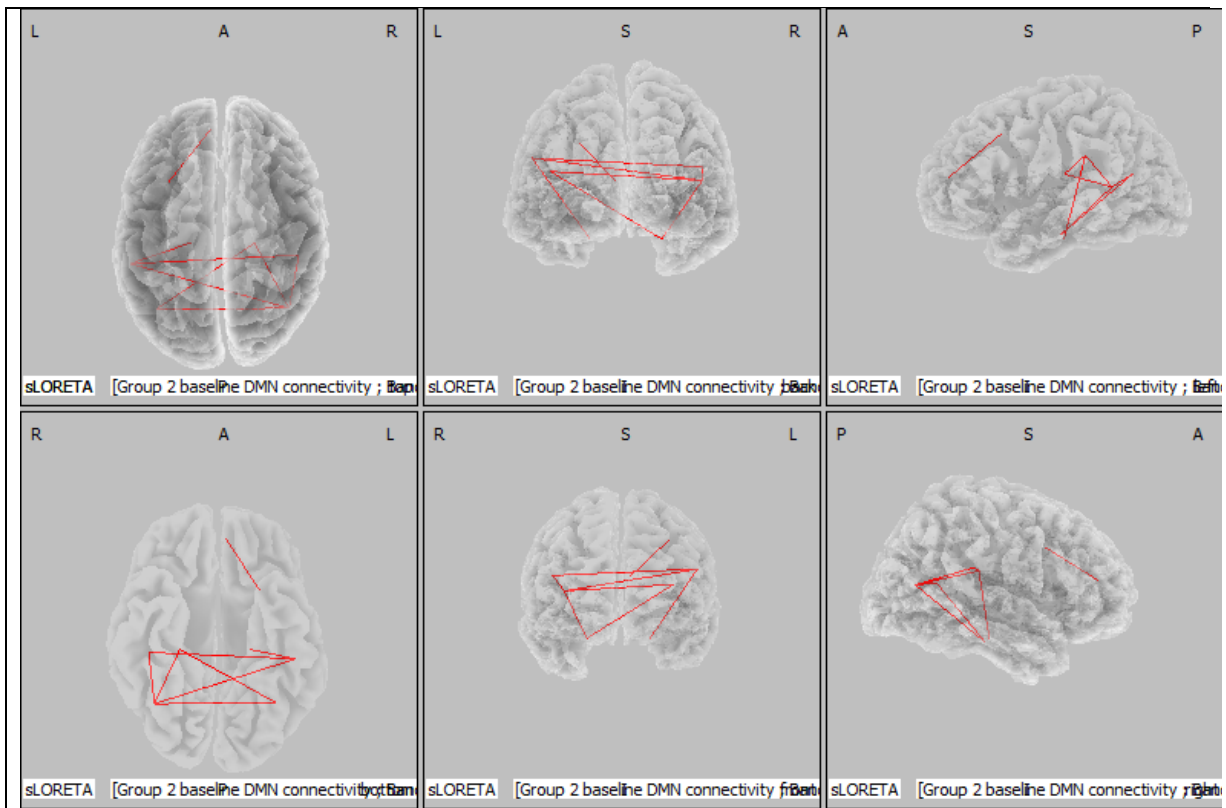 L A R
L S R
A S P
sLORETA [Group 2 baseline DMN connectivity ;
sLORETA [Group 2 baseline DMN connectivity ;
sLORETA [Group 2 baseline DMN connectivity ;
R A L
R S L
P S A
sLORETA [Group 2 baseline DMN connectivity ;
sLORETA [Group 2 baseline DMN connectivity ;
sLORETA [Group 2 baseline DMN connectivity ;